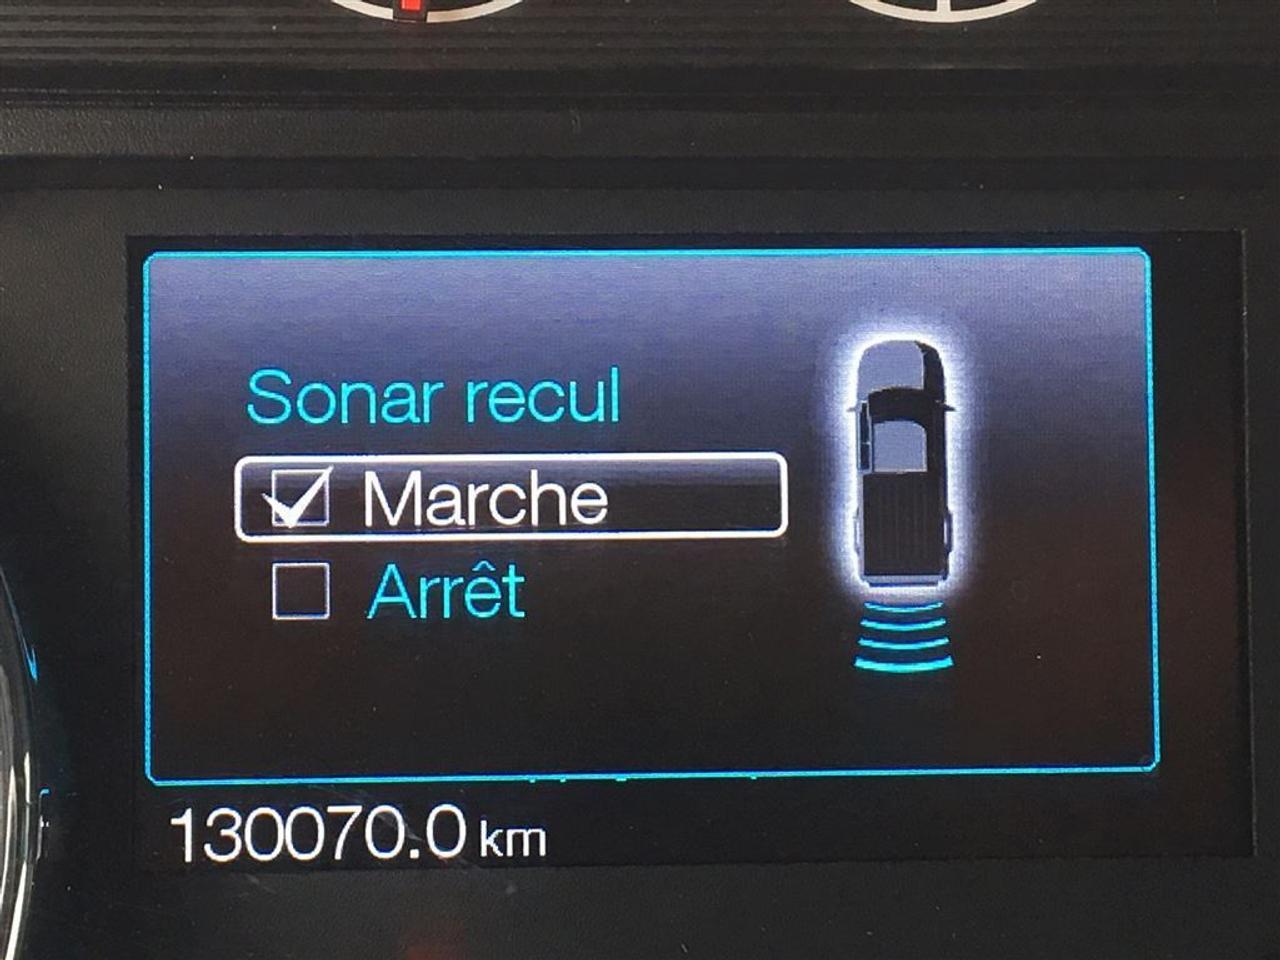 Sonar recul
Marche
Arrêt
130070.0 km